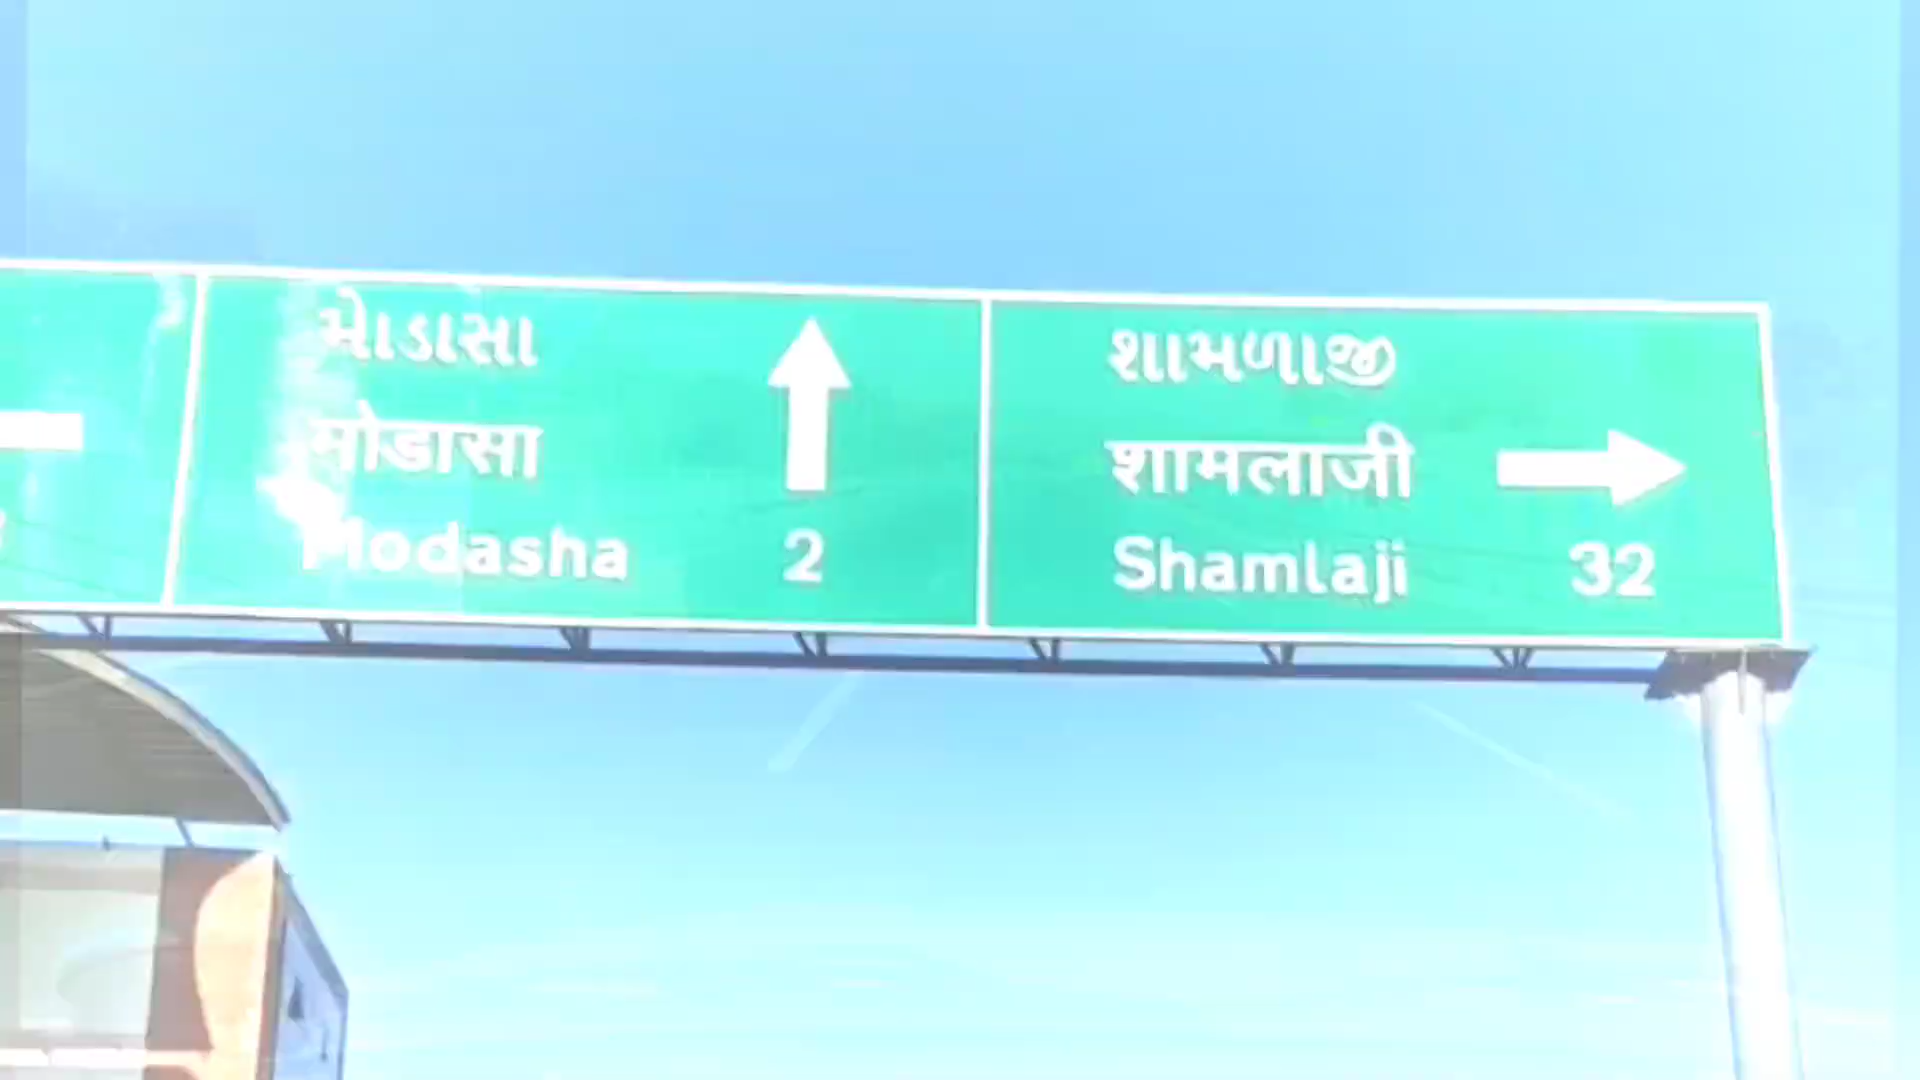 મોડાસા
मोडासा
Modasha 2
શામળાજી
शामलाजी
Shamlaji 32